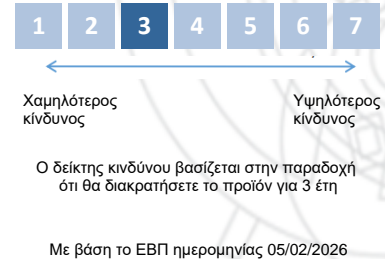 1 2 3 4 5 6 7
Χαμηλότερος Υψηλότερος
κίνδυνος κίνδυνος
Ο δείκτης κινδύνου βασίζεται στην παραδοχή
ότι θα διακρατήσετε το προϊόν για 3 έτη
Με βάση το ΕΒΠ ημερομηνίας 05/02/2026